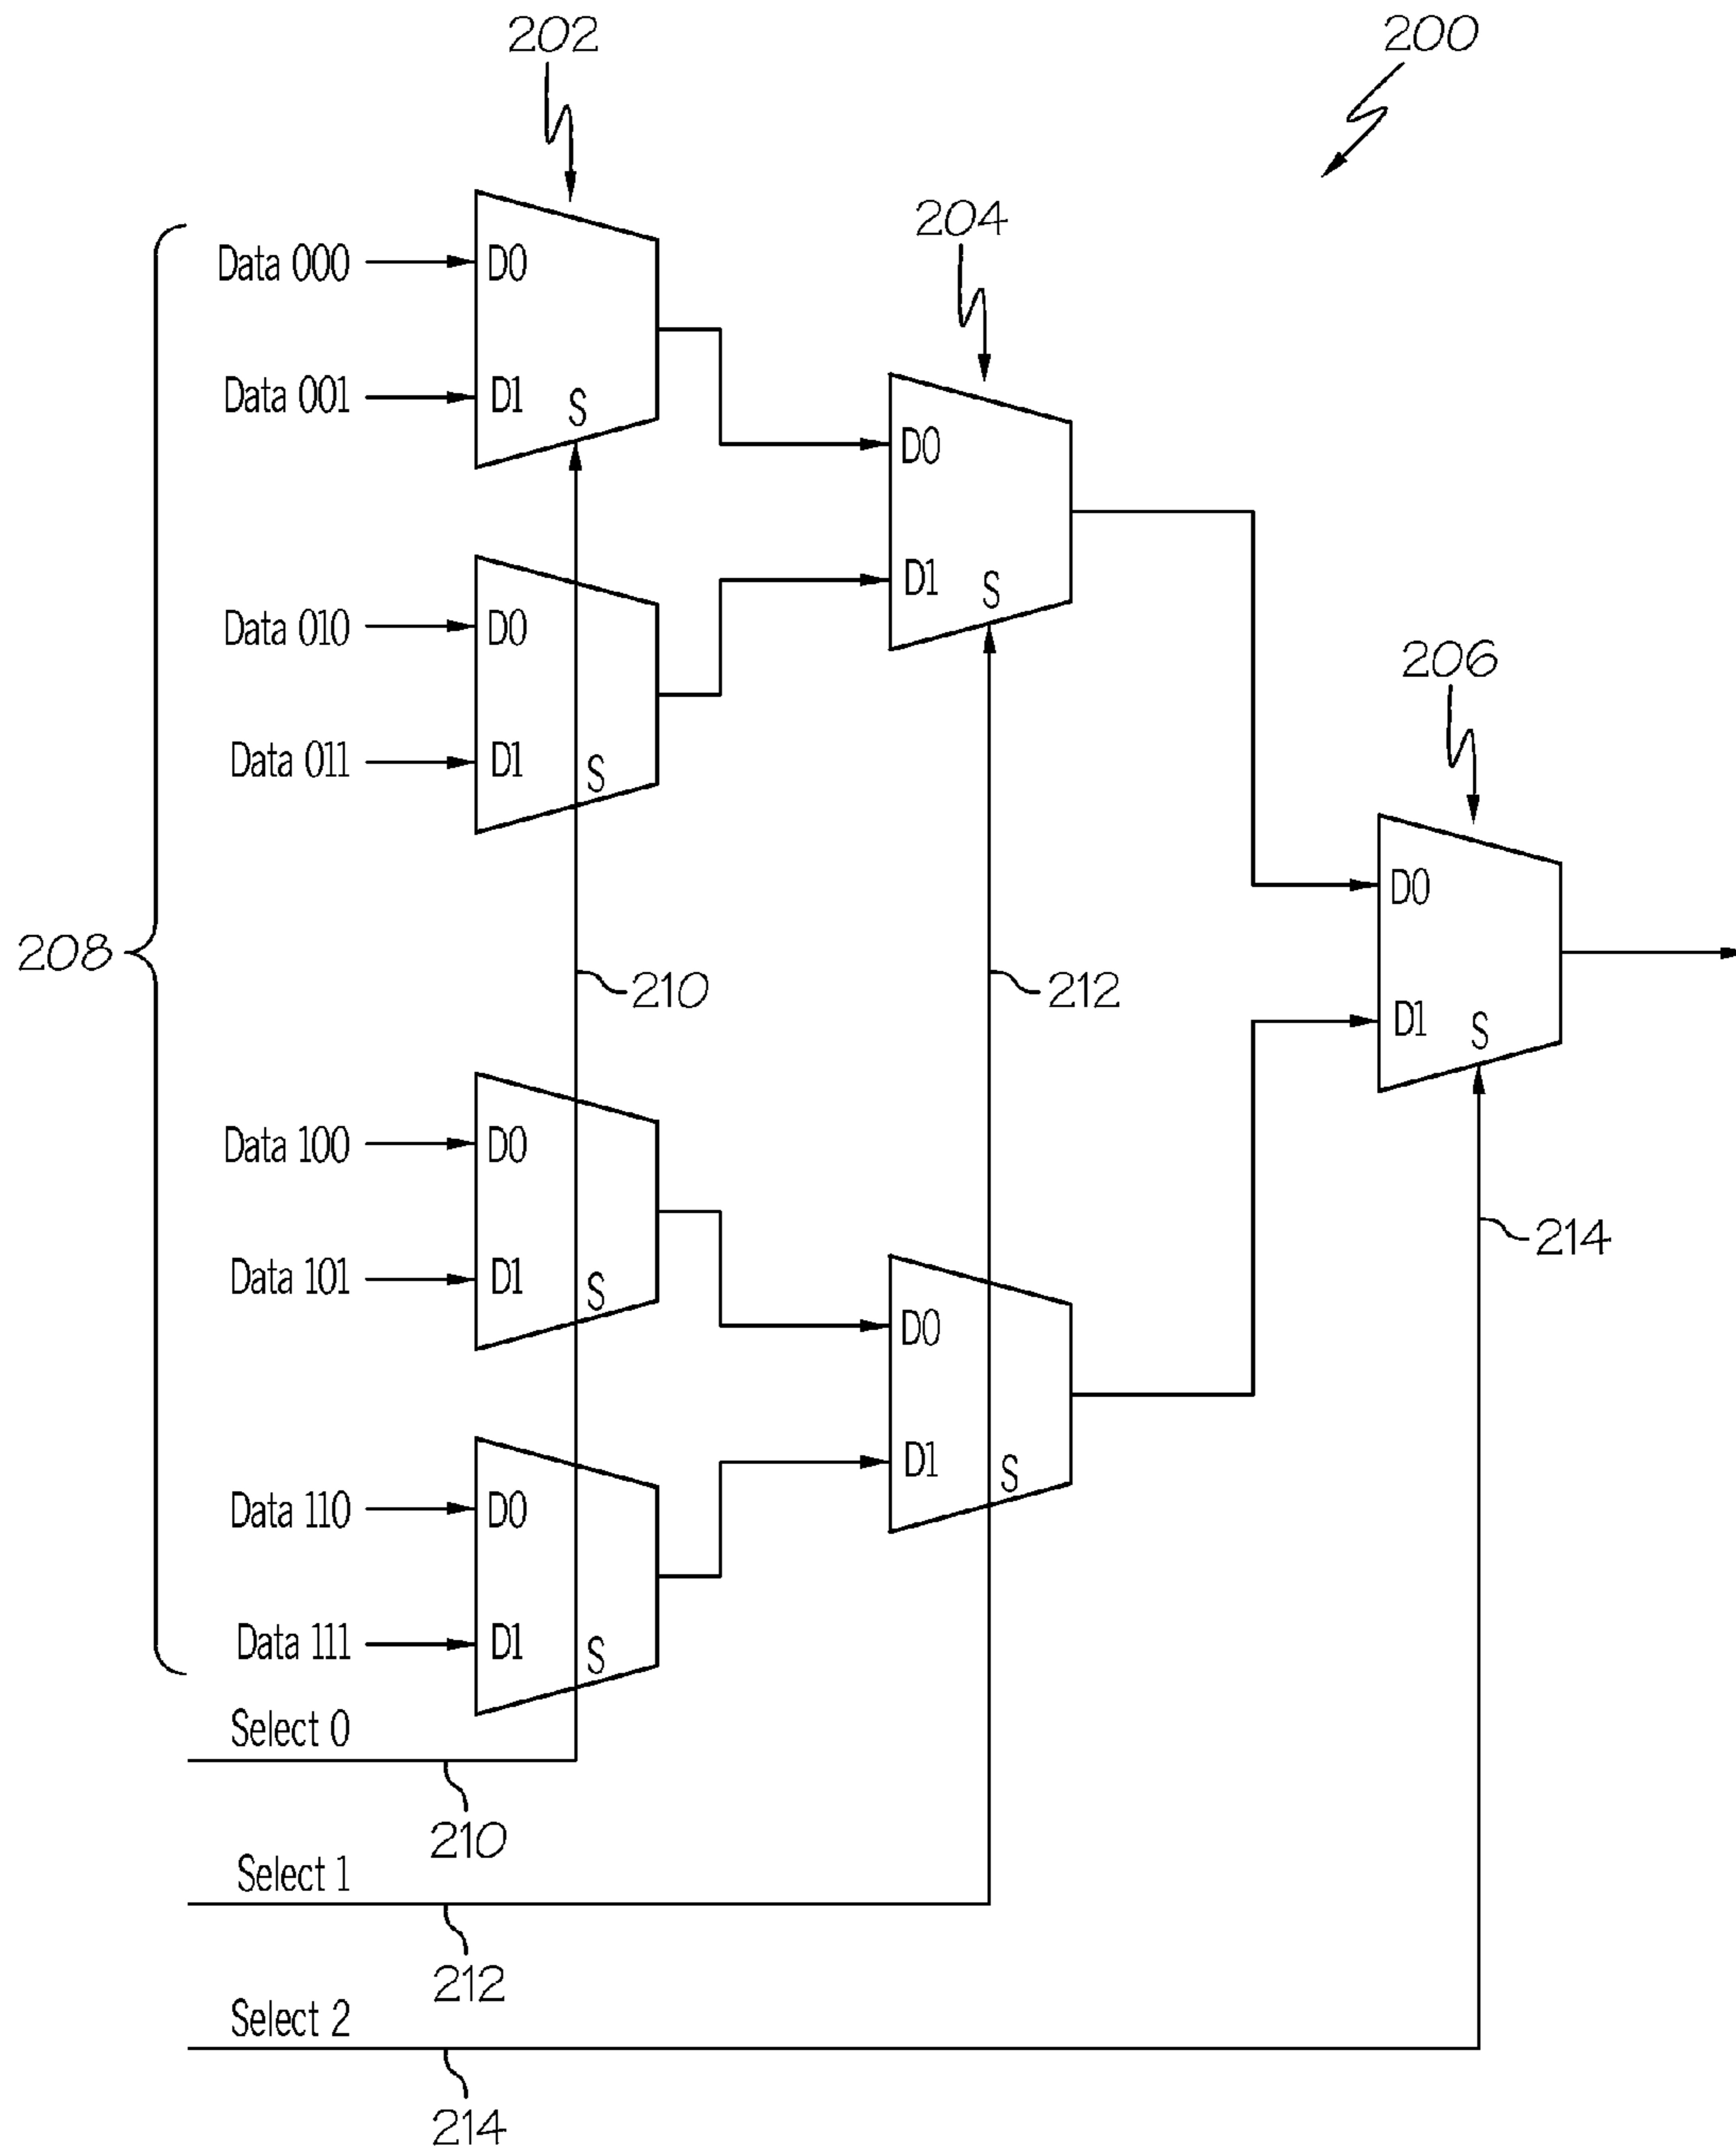 202
200
204
Data 000
D0
Data 001
D1
S
D0
D1
S
Data 010
D0
206
Data 011
D1
S
D0
208
210
212
D1
S
Data 100
D0
214
Data 101
D1
S
D0
D1
S
Data 110
D0
Data 111
D1
S
Select 0
210
Select 1
212
Select 2
214